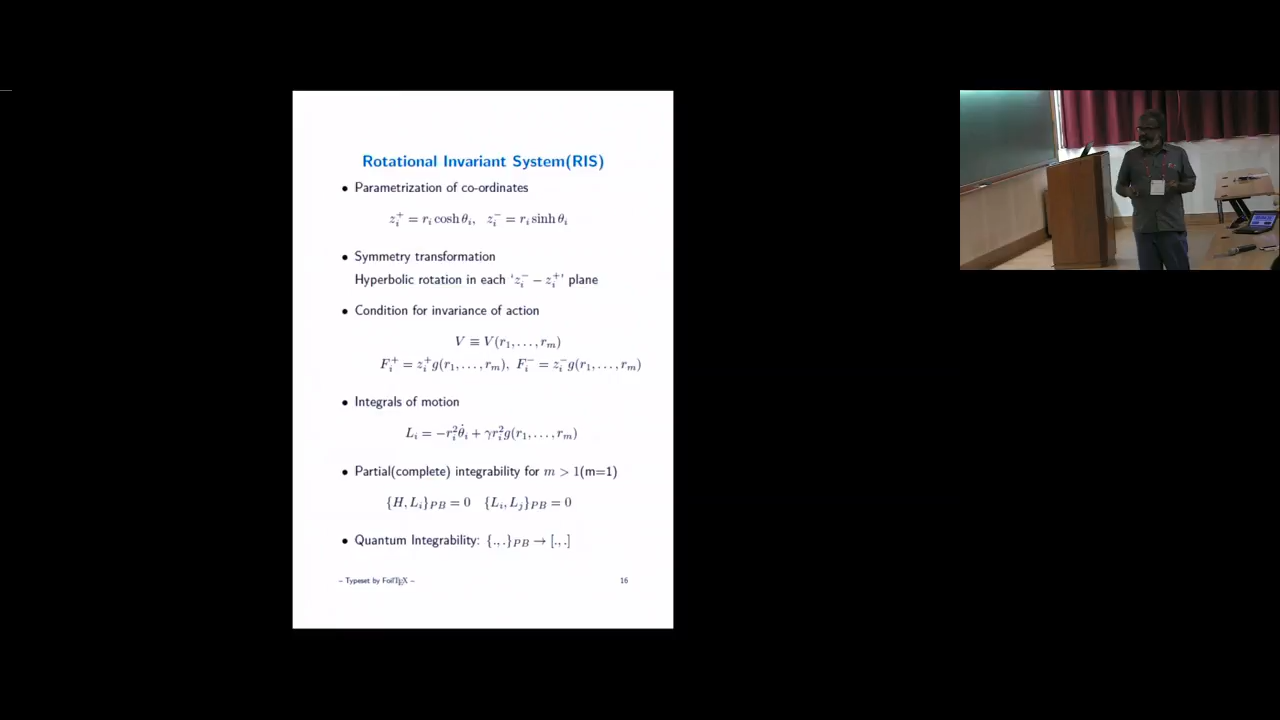 Rotational Invariant System(RIS)
• Parametrization of co-ordinates
z_i^+ = r_i cosh θ_i, z_i^- = r_i sinh θ_i
• Symmetry transformation
Hyperbolic rotation in each ‘z_i^- − z_i^+’ plane
• Condition for invariance of action
V ≡ V(r_1, . . . , r_m)
F_i^+ = z_i^+ g(r_1, . . . , r_m), F_i^- = z_i^- g(r_1, . . . , r_m)
• Integrals of motion
L_i = −r_i^2 θ̇_i + γ r_i^2 g(r_1, . . . , r_m)
• Partial(complete) integrability for m > 1(m=1)
{H, L_i}_PB = 0 {L_i, L_j}_PB = 0
• Quantum Integrability: {., .}_PB → [., .]
– Typeset by FoilTEX –
16